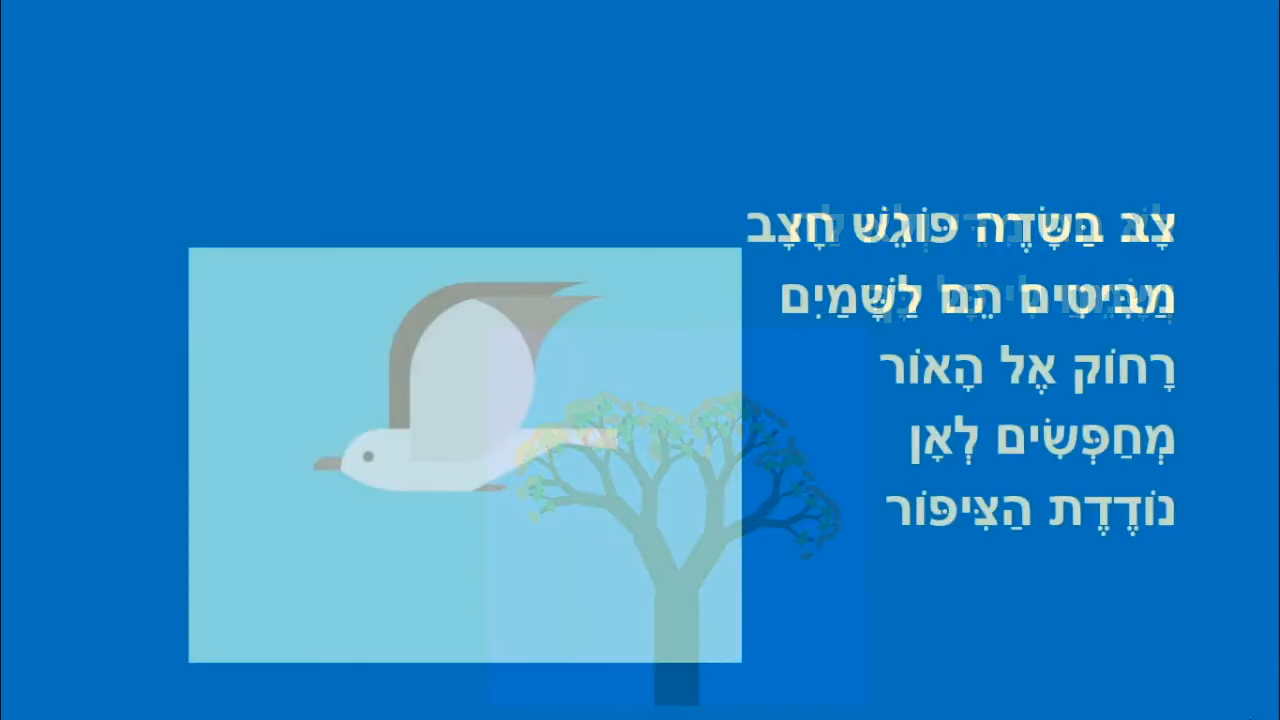 צָב בַּשָּׂדֶה פּוֹגֵשׁ חָצָב
מַבִּיטִים הֵם לַשָּׁמַיִם
רָחוֹק אֶל הָאוֹר
מְחַפְּשִׂים לְאָן
נוֹדֶדֶת הַצִּיפּוֹר